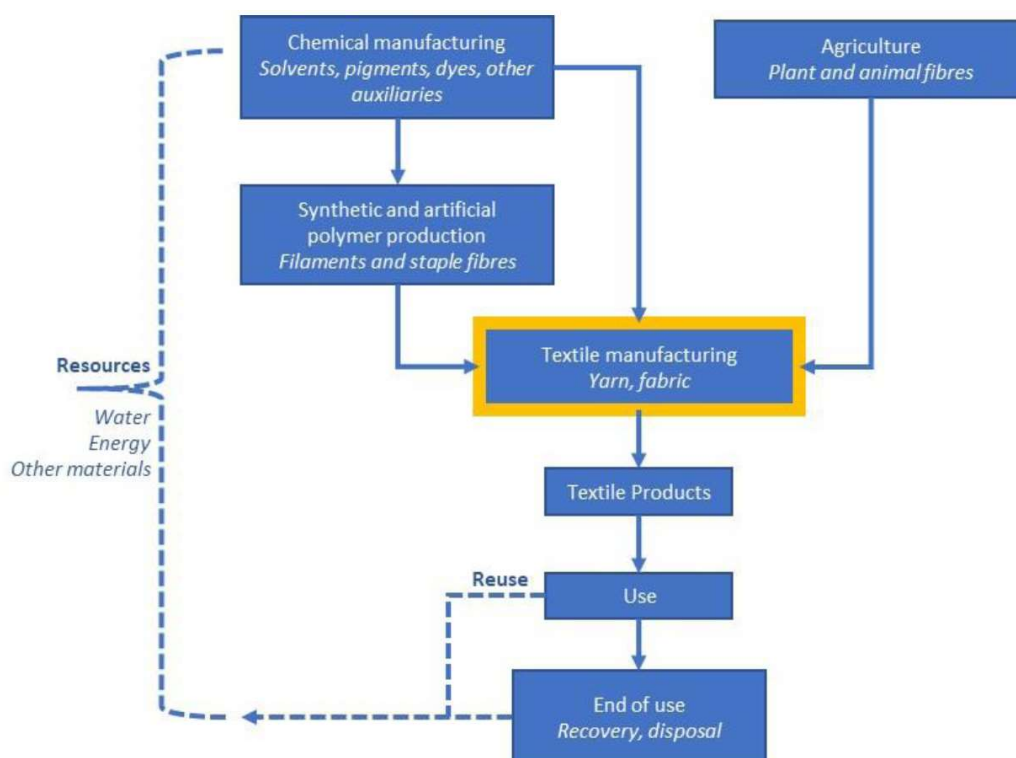 Chemical manufacturing
Solvents, pigments, dyes, other
auxiliaries
Agriculture
Plant and animal fibres
Synthetic and artificial
polymer production
Filaments and staple fibres
Textile manufacturing
Yarn, fabric
Resources
Water
Energy
Other materials
Textile Products
Reuse
Use
End of use
Recovery, disposal